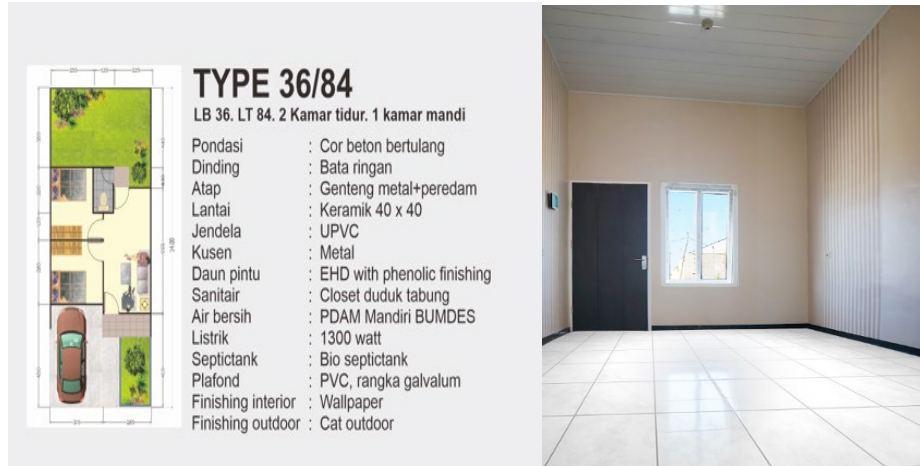 TYPE 36/84
LB 36. LT 84. 2 Kamar tidur. 1 kamar mandi
Pondasi : Cor beton bertulang
Dinding : Bata ringan
Atap : Genteng metal+peredam
Lantai : Keramik 40 x 40
Jendela : UPVC
Kusen : Metal
Daun pintu : EHD with phenolic finishing
Sanitair : Closet duduk tabung
Air bersih : PDAM Mandiri BUMDES
Listrik : 1300 watt
Septictank : Bio septictank
Plafond : PVC, rangka galvalum
Finishing interior : Wallpaper
Finishing outdoor : Cat outdoor
14.00